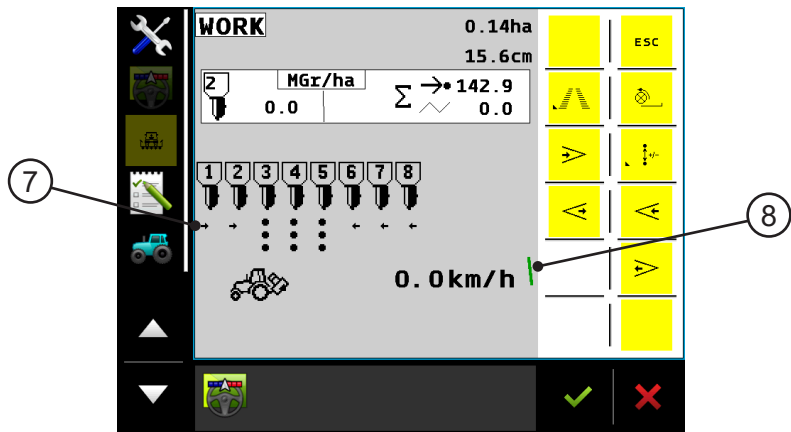 WORK
0.14ha
15.6cm
ESC
2
MGr/ha
0.0
Σ
142.9
0.0
+/-
1 2 3 4 5 6 7 8
7
8
0.0km/h